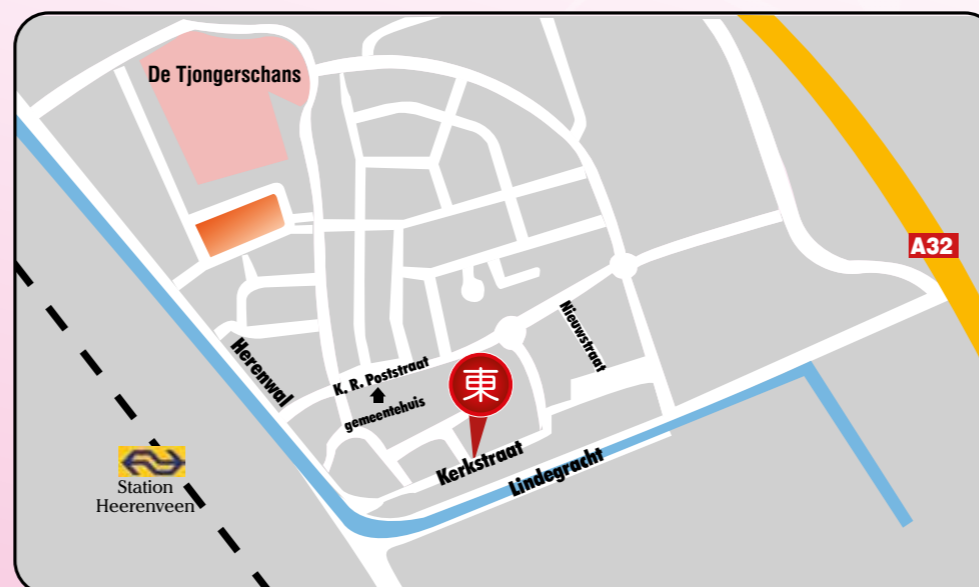 De Tjongerschans
A32
Nieuwstraat
Herenwal
K. R. Poststraat
gemeentehuis
東
Kerkstraat
Lindegracht
Station
Heerenveen